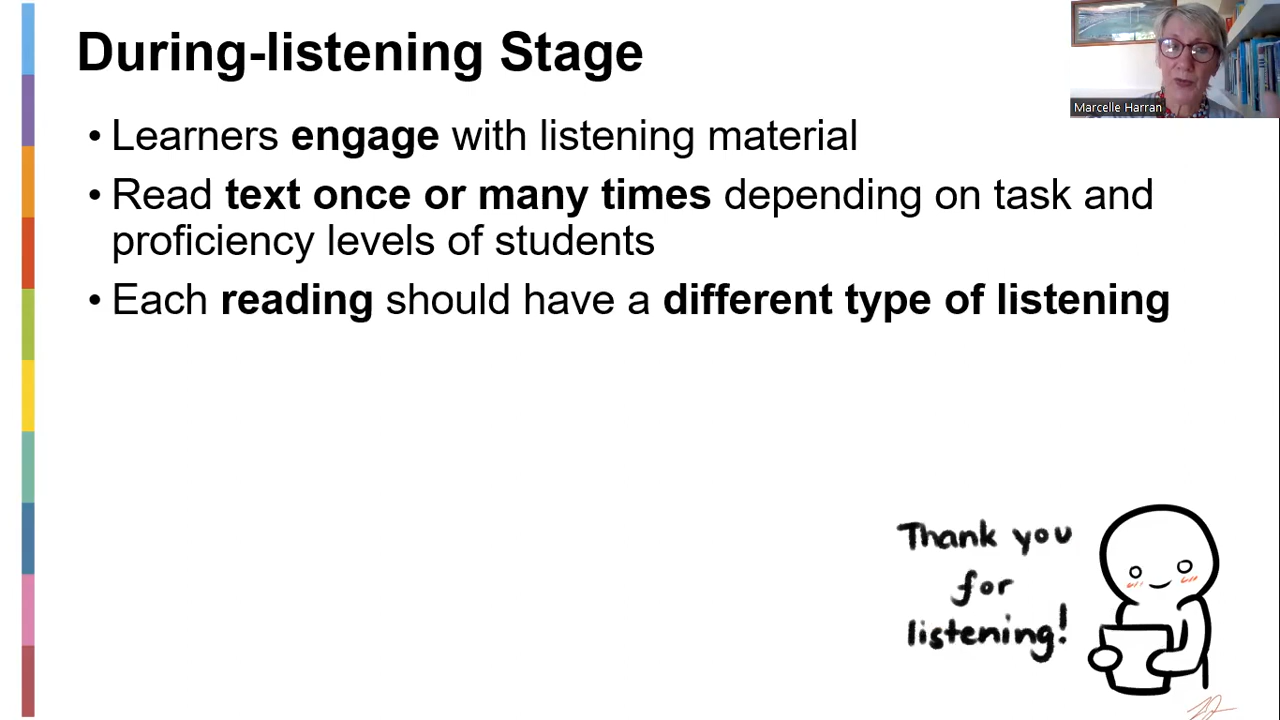 During-listening Stage
Marcelle Harran
• Learners engage with listening material
• Read text once or many times depending on task and
proficiency levels of students
• Each reading should have a different type of listening
Thank you
for
listening!